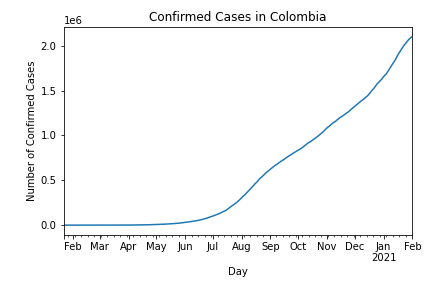 Confirmed Cases in Colombia
1e6
2.0
1.5
1.0
0.5
0.0
Number of Confirmed Cases
Feb Mar Apr May Jun Jul Aug Sep Oct Nov Dec Jan Feb
2021
Day